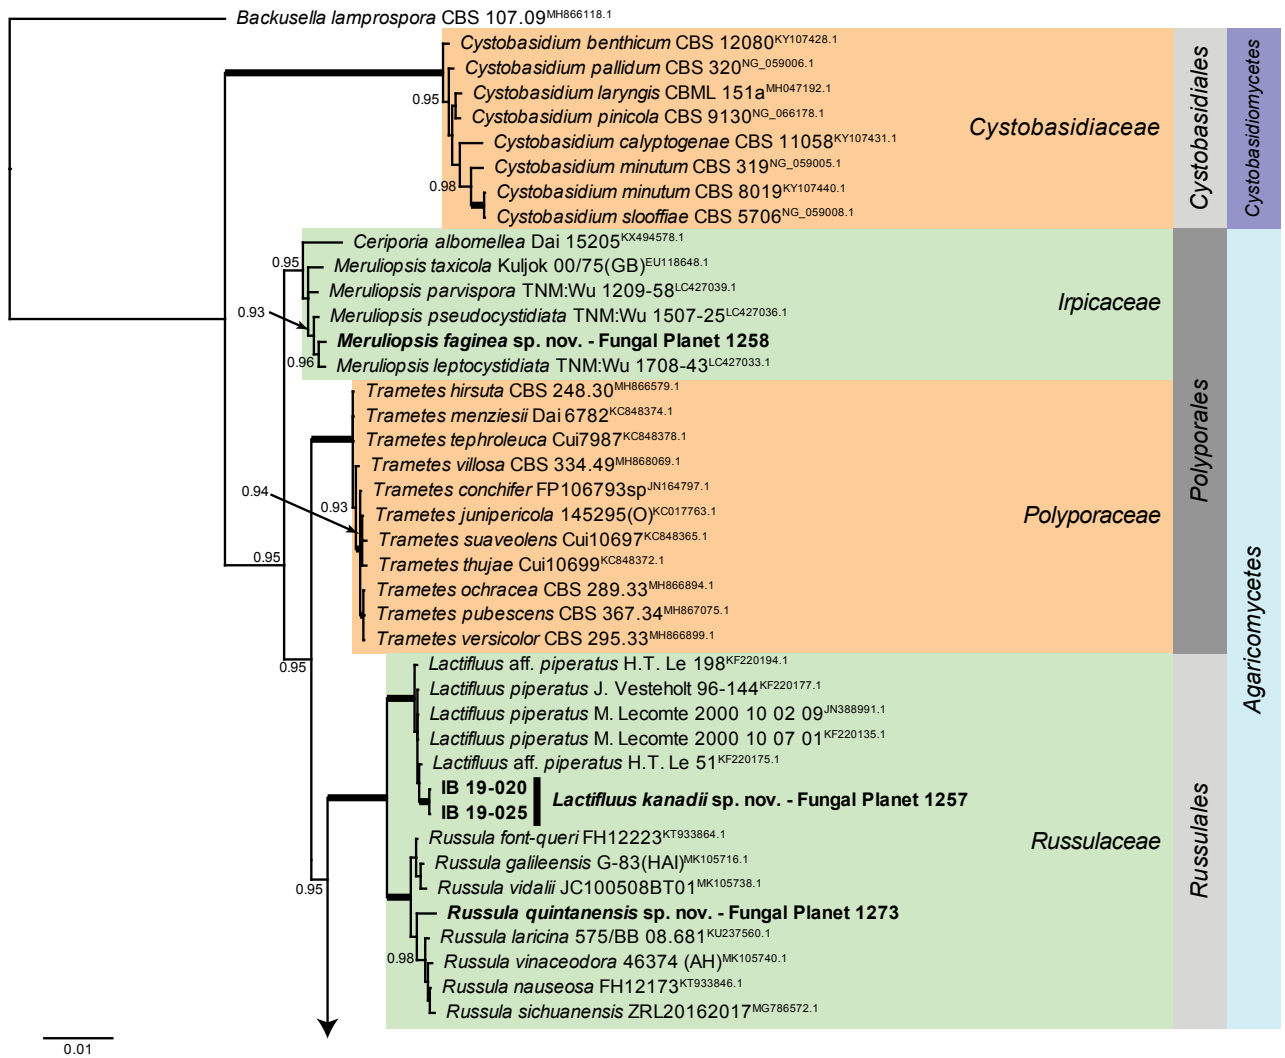 Backusella lamprospora CBS 107.09MH866118.1
Cystobasidium benthicum CBS 12080KY107428.1
Cystobasidium pallidum CBS 320NG_059006.1
0.95
Cystobasidium laryngis CBML 151aMH047192.1
Cystobasidium pinicola CBS 9130NG_066178.1
Cystobasidiaceae
Cystobasidiales
Cystobasidiomycetes
Cystobasidium calyptogenae CBS 11058KY107431.1
Cystobasidium minutum CBS 319NG_059005.1
0.98
Cystobasidium minutum CBS 8019KY107440.1
Cystobasidium slooffiae CBS 5706NG_059008.1
Ceriporia albomellea Dai 15205KX494578.1
0.95
Meruliopsis taxicola Kuljok 00/75(GB)EU118648.1
Meruliopsis parvispora TNM:Wu 1209-58LC427039.1
Irpicaceae
0.93
Meruliopsis pseudocystidiata TNM:Wu 1507-25LC427036.1
Meruliopsis faginea sp. nov. - Fungal Planet 1258
0.96
Meruliopsis leptocystidiata TNM:Wu 1708-43LC427033.1
Trametes hirsuta CBS 248.30MH866579.1
Trametes menziesii Dai 6782KC848374.1
Polyporales
Trametes tephroleuca Cui7987KC848378.1
Trametes villosa CBS 334.49MH868069.1
0.94
Trametes conchifer FP106793spJN164797.1
0.93
Trametes junipericola 145295(O)KC017763.1
Polyporaceae
Trametes suaveolens Cui10697KC848365.1
0.95
Trametes thujae Cui10699KC848372.1
Trametes ochracea CBS 289.33MH866894.1
Trametes pubescens CBS 367.34MH867075.1
Trametes versicolor CBS 295.33MH866899.1
Agaricomycetes
0.95
Lactifluus aff. piperatus H.T. Le 198KF220194.1
Lactifluus piperatus J. Vesteholt 96-144KF220177.1
Lactifluus piperatus M. Lecomte 2000 10 02 09JN388991.1
Lactifluus piperatus M. Lecomte 2000 10 07 01KF220135.1
Lactifluus aff. piperatus H.T. Le 51KF220175.1
IB 19-020
IB 19-025
Lactifluus kanadii sp. nov. - Fungal Planet 1257
Russula font-queri FH12223KT933864.1
Russulaceae
Russulales
Russula galileensis G-83(HAI)MK105716.1
0.95
Russula vidalii JC100508BT01MK105738.1
Russula quintanensis sp. nov. - Fungal Planet 1273
Russula laricina 575/BB 08.681KU237560.1
0.98
Russula vinaceodora 46374 (AH)MK105740.1
Russula nauseosa FH12173KT933846.1
Russula sichuanensis ZRL20162017MG786572.1
0.01